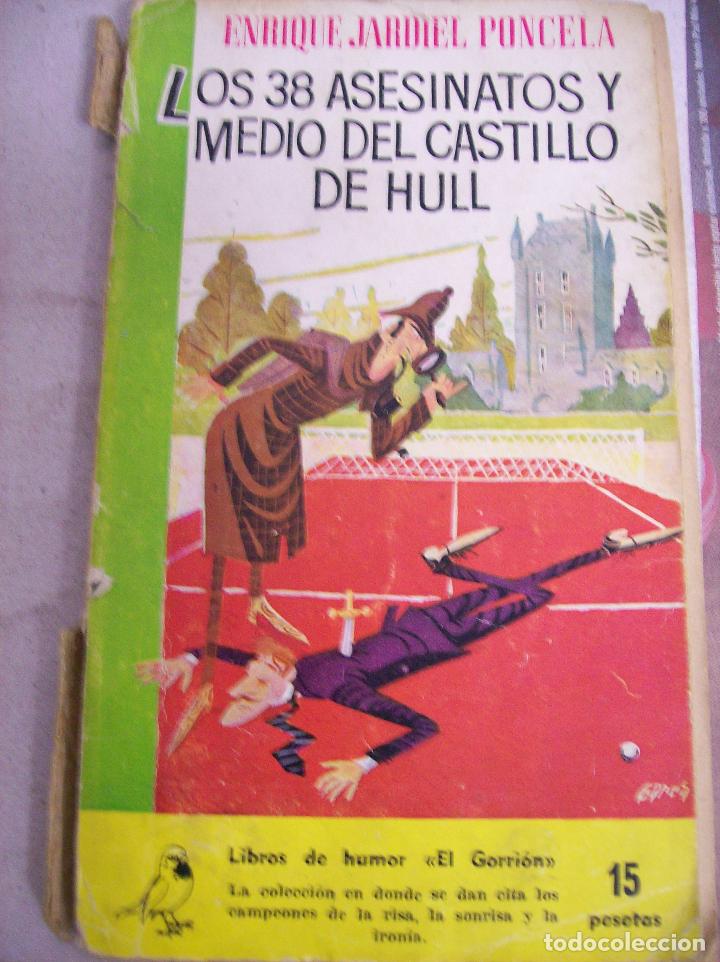 ENRIQUE JARDIEL PONCELA
LOS 38 ASESINATOS Y
MEDIO DEL CASTILLO
DE HULL
Libros de humor «El Gorrión»
La colección en donde se dan cita los
campeones de la risa, la sonrisa y la
ironía.
15
pesetas
todocoleccion.net